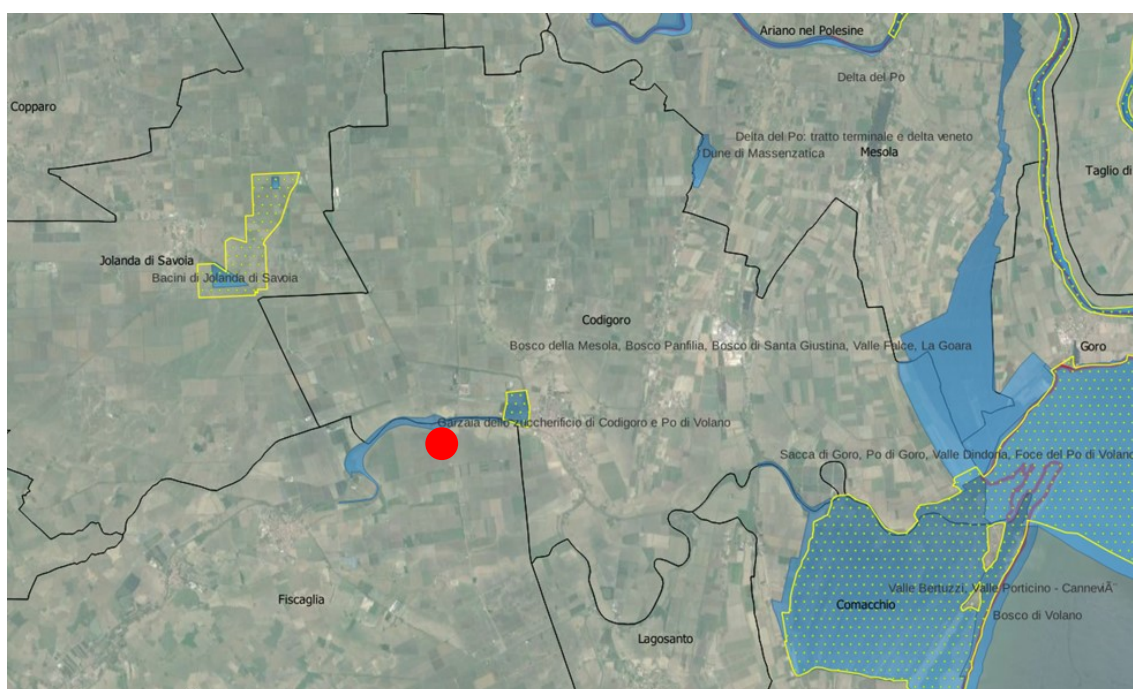 Ariano nel Polesine
Delta del Po
Copparo
Delta del Po: tratto terminale e delta veneto
Dune di Massenzatica
Mesola
Taglio di
Jolanda di Savoia
Bacini di Jolanda di Savoia
Codigoro
Bosco della Mesola, Bosco Panfilia, Bosco di Santa Giustina, Valle Falce, La Goara
Goro
Garzaia dello zuccherificio di Codigoro e Po di Volano
Sacca di Goro, Po di Goro, Valle Dindona, Foce del Po di Volano
Valle Bertuzzi, Valle Porticino - CanneviÃ¨
Fiscaglia
Comacchio
Bosco di Volano
Lagosanto